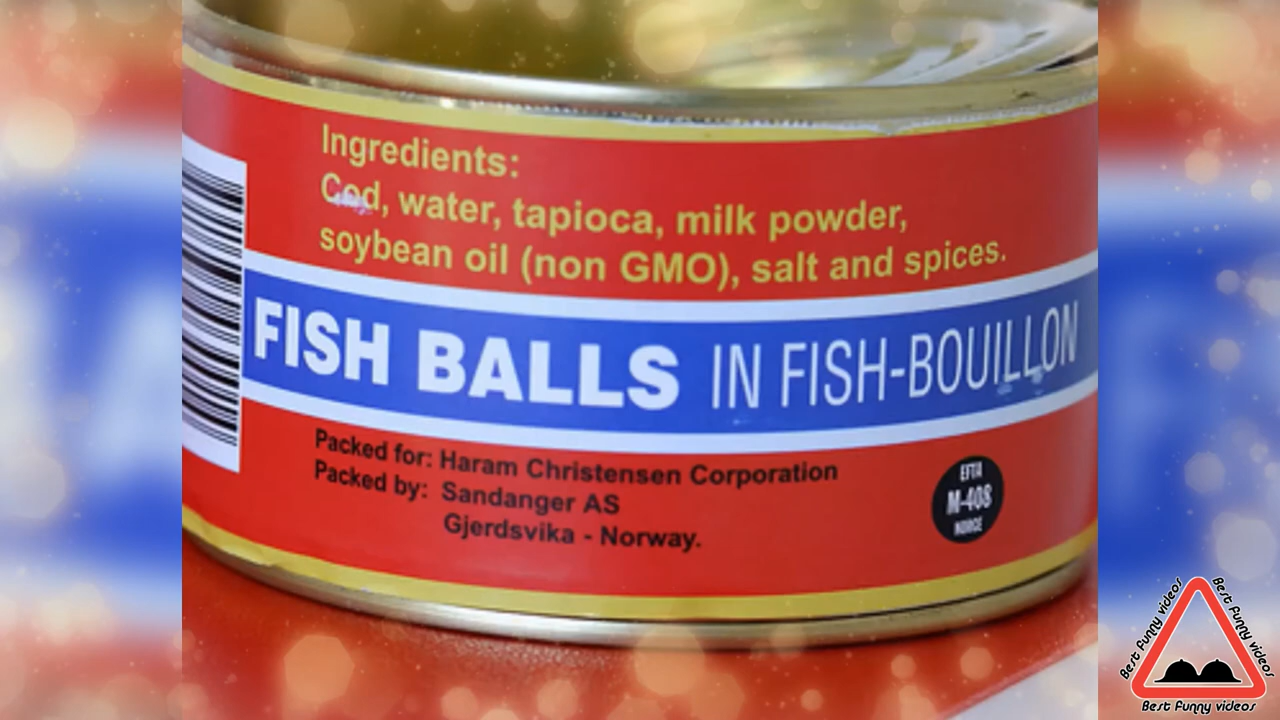 Ingredients:
Cod, water, tapioca, milk powder,
soybean oil (non GMO), salt and spices.
FISH BALLS IN FISH-BOUILLON
Packed for: Haram Christensen Corporation
Packed by: Sandanger AS
Gjerdsvika - Norway.
EFTA
M-408
NORGE
Best Funny videos
Best Funny videos
Best Funny videos